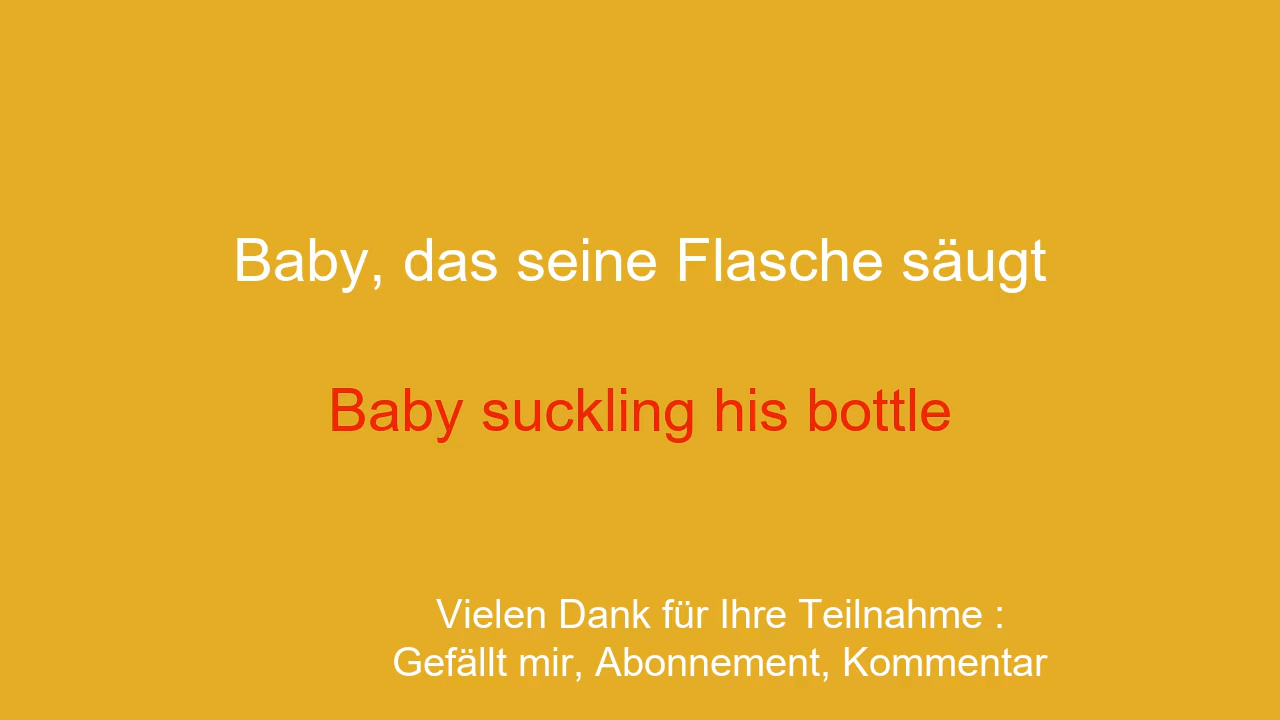 Baby, das seine Flasche säugt
Baby suckling his bottle
Vielen Dank für Ihre Teilnahme :
Gefällt mir, Abonnement, Kommentar